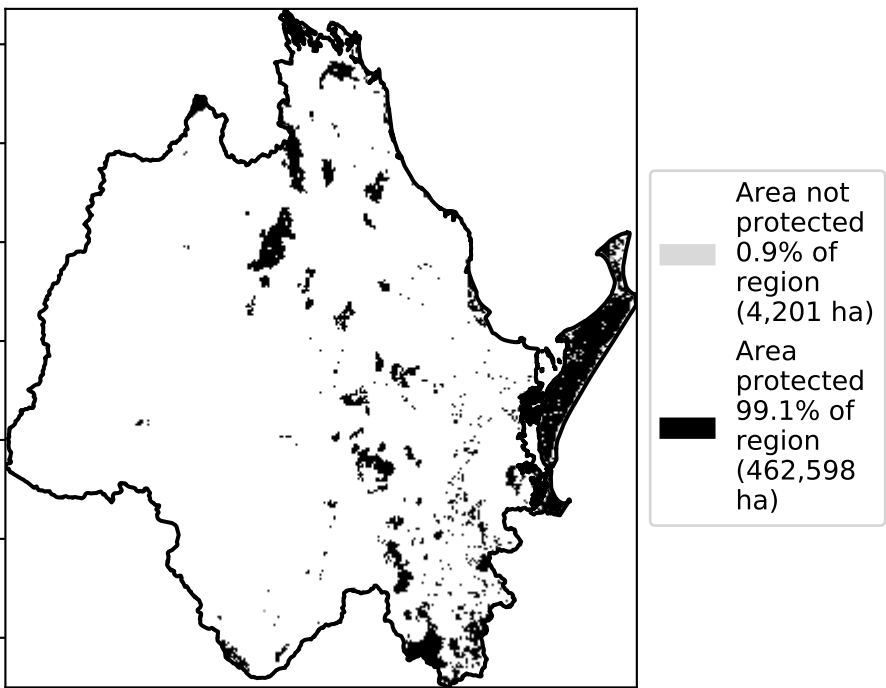 Area not
protected
0.9% of
region
(4,201 ha)
Area
protected
99.1% of
region
(462,598
ha)